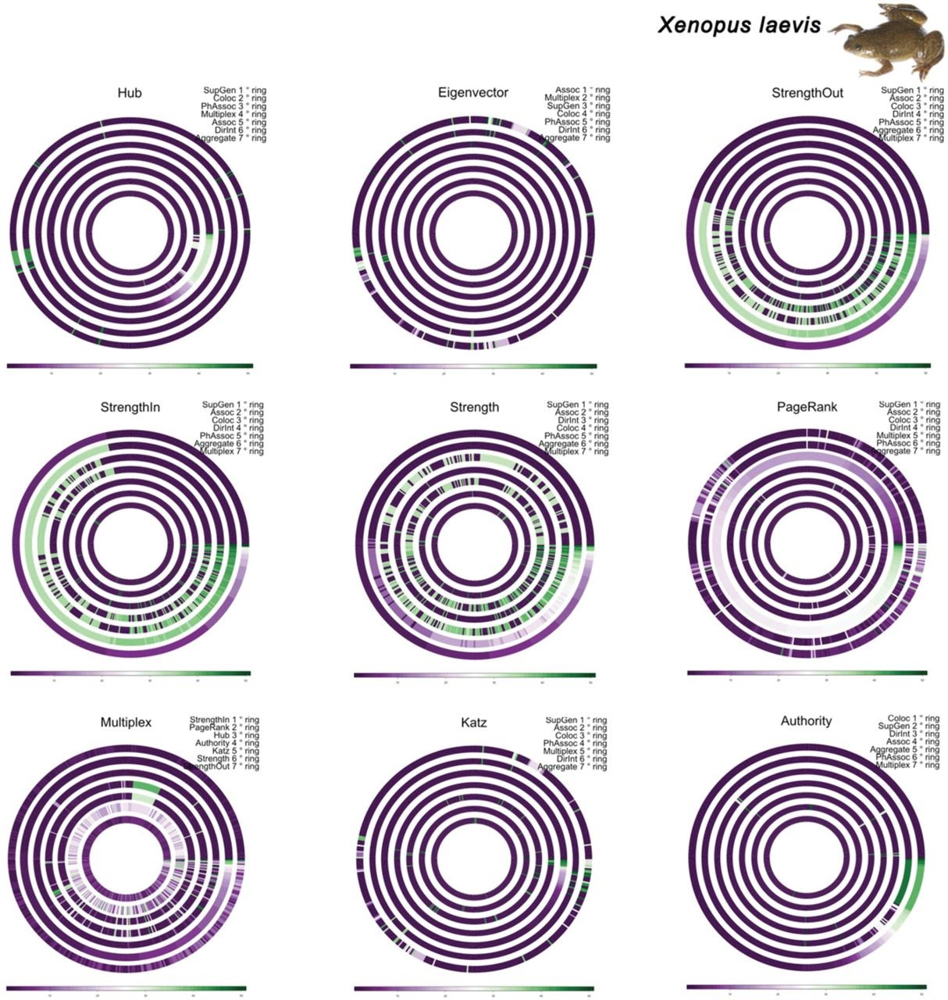 Xenopus laevis
Hub
SupGen 1 ° ring
Coloc 2 ° ring
PhAssoc 3 ° ring
Multiplex 4 ° ring
Assoc 5 ° ring
DirInt 6 ° ring
Aggregate 7 ° ring
Eigenvector
Assoc 1 ° ring
Multiplex 2 ° ring
SupGen 3 ° ring
Coloc 4 ° ring
PhAssoc 5 ° ring
DirInt 6 ° ring
Aggregate 7 ° ring
StrengthOut
SupGen 1 ° ring
Assoc 2 ° ring
Coloc 3 ° ring
DirInt 4 ° ring
PhAssoc 5 ° ring
Aggregate 6 ° ring
Multiplex 7 ° ring
StrengthIn
SupGen 1 ° ring
Assoc 2 ° ring
Coloc 3 ° ring
DirInt 4 ° ring
PhAssoc 5 ° ring
Aggregate 6 ° ring
Multiplex 7 ° ring
Strength
SupGen 1 ° ring
Assoc 2 ° ring
DirInt 3 ° ring
Coloc 4 ° ring
PhAssoc 5 ° ring
Aggregate 6 ° ring
Multiplex 7 ° ring
PageRank
SupGen 1 ° ring
Assoc 2 ° ring
Coloc 3 ° ring
DirInt 4 ° ring
Multiplex 5 ° ring
PhAssoc 6 ° ring
Aggregate 7 ° ring
Multiplex
StrengthIn 1 ° ring
PageRank 2 ° ring
Hub 3 ° ring
Authority 4 ° ring
Katz 5 ° ring
Strength 6 ° ring
StrengthOut 7 ° ring
Katz
SupGen 1 ° ring
Assoc 2 ° ring
Coloc 3 ° ring
PhAssoc 4 ° ring
Multiplex 5 ° ring
DirInt 6 ° ring
Aggregate 7 ° ring
Authority
Coloc 1 ° ring
SupGen 2 ° ring
DirInt 3 ° ring
Assoc 4 ° ring
Aggregate 5 ° ring
PhAssoc 6 ° ring
Multiplex 7 ° ring